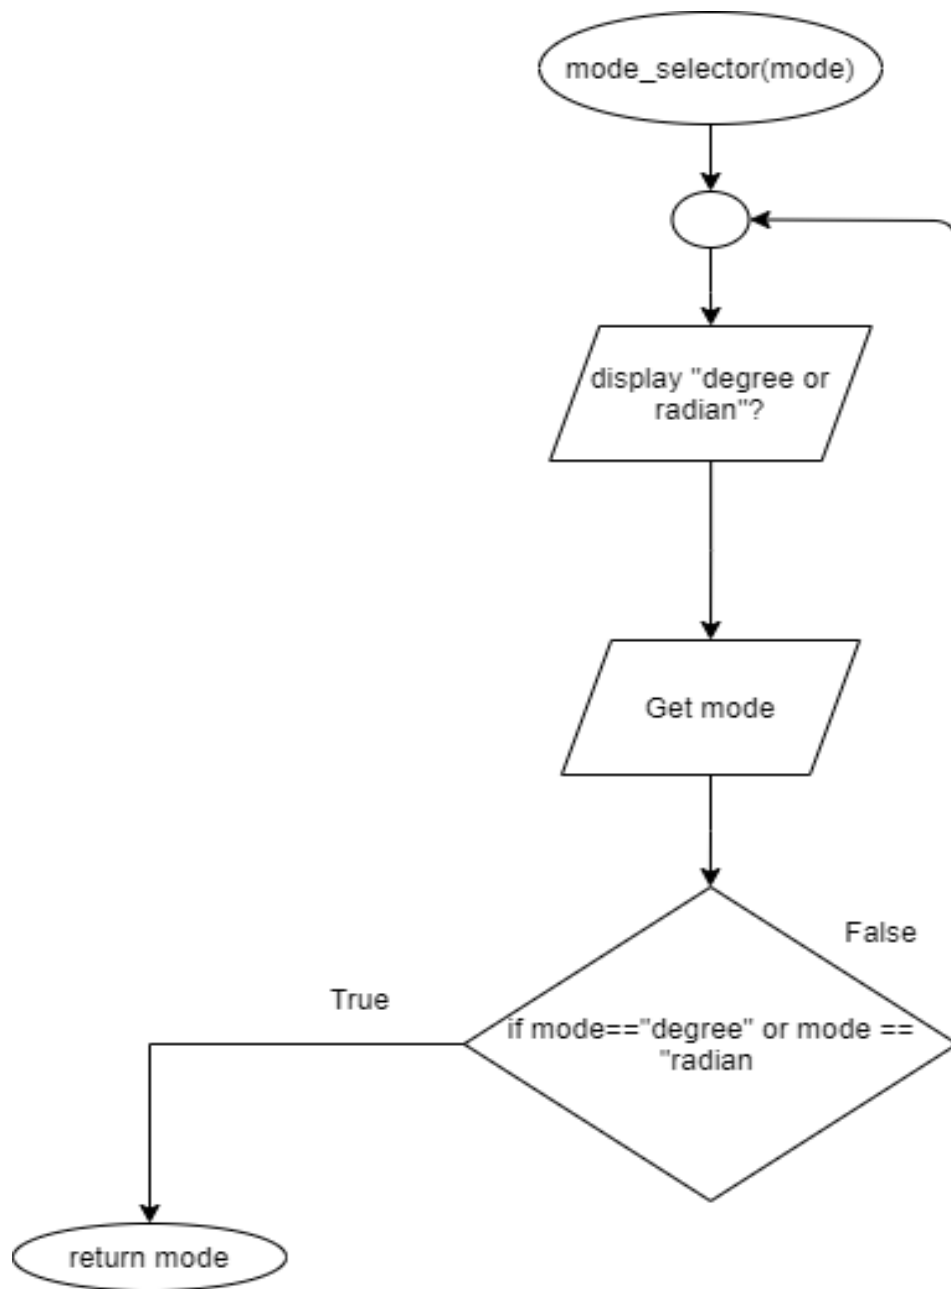 mode_selector(mode)
display "degree or
radian"?
Get mode
False
True
if mode=="degree" or mode ==
"radian
return mode